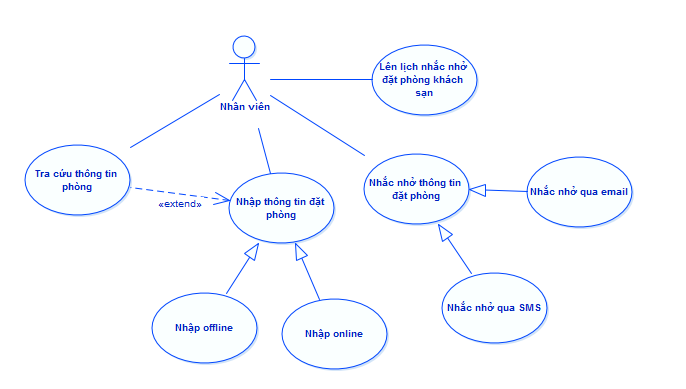 Lên lịch nhắc nhở
đặt phòng khách
sạn
Nhân viên
Tra cứu thông tin
phòng
«extend»
Nhập thông tin đặt
phòng
Nhắc nhở thông tin
đặt phòng
Nhắc nhở qua email
Nhắc nhở qua SMS
Nhập offline
Nhập online